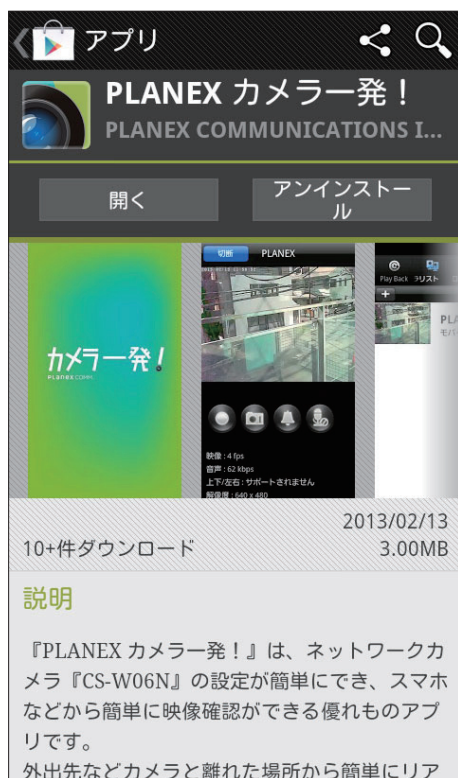 アプリ
PLANEX カメラ一発！
PLANEX COMMUNICATIONS I...
開く
アンインストー
ル
カメラ一発！
PLANEX COMM.
切断
PLANEX
映像 : 4 fps
音声 : 62 kbps
上下/左右 : サポートされません
解像度 : 640 x 480
Play Back
+
PLA
2013/02/13
10+件ダウンロード
3.00MB
説明
『PLANEX カメラ一発！』は、ネットワークカ
メラ『CS-W06N』の設定が簡単にでき、スマホ
などから簡単に映像確認ができる優れものアプ
リです。
外出先などカメラと離れた場所から簡単にリア